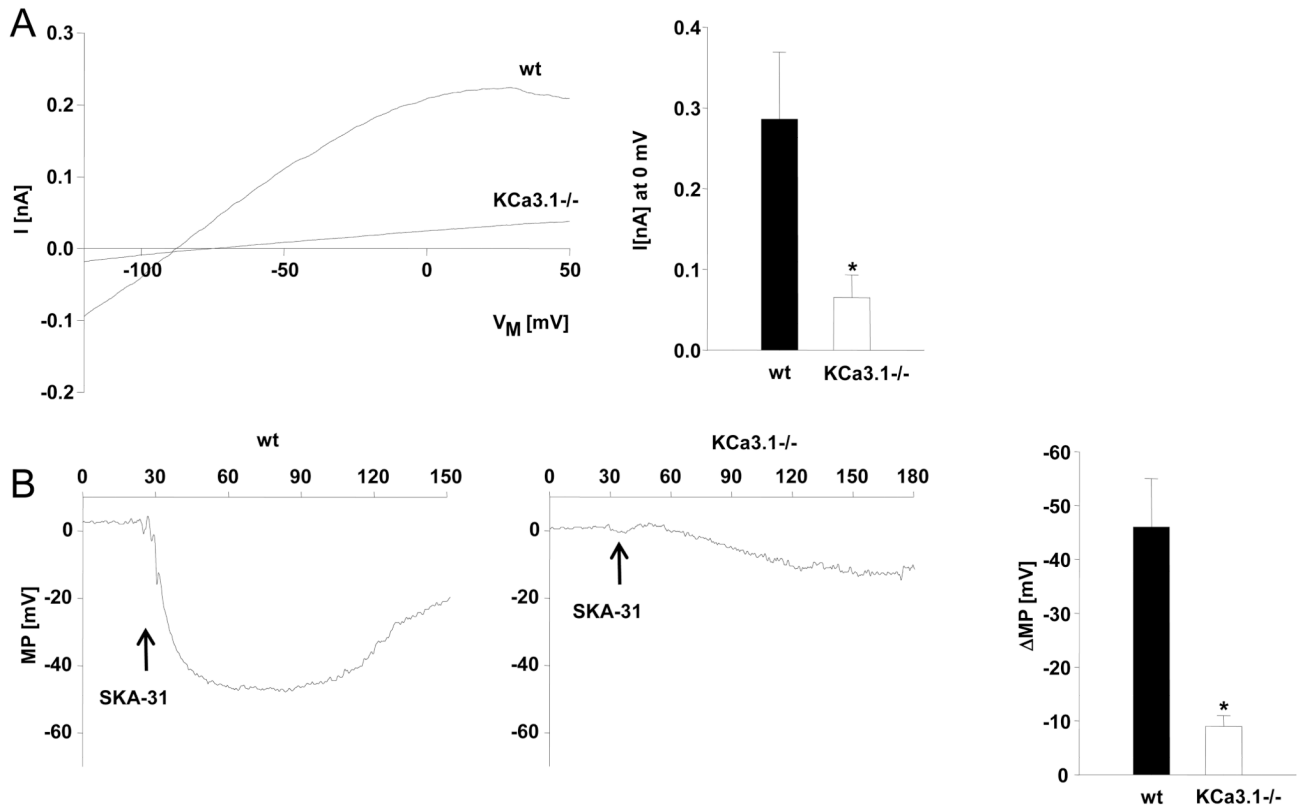 A
0.3
0.2
0.1
0.0
-0.1
-0.2
I [nA]
-100
-50
0
50
V_M [mV]
wt
KCa3.1-/-
0.4
0.3
0.2
0.1
0.0
I[nA] at 0 mV
*
wt
KCa3.1-/-
B
wt
0 30 60 90 120 150
0
-20
-40
-60
MP [mV]
SKA-31
KCa3.1-/-
0 30 60 90 120 150 180
0
-20
-40
-60
SKA-31
-60
-50
-40
-30
-20
-10
0
ΔMP [mV]
*
wt
KCa3.1-/-